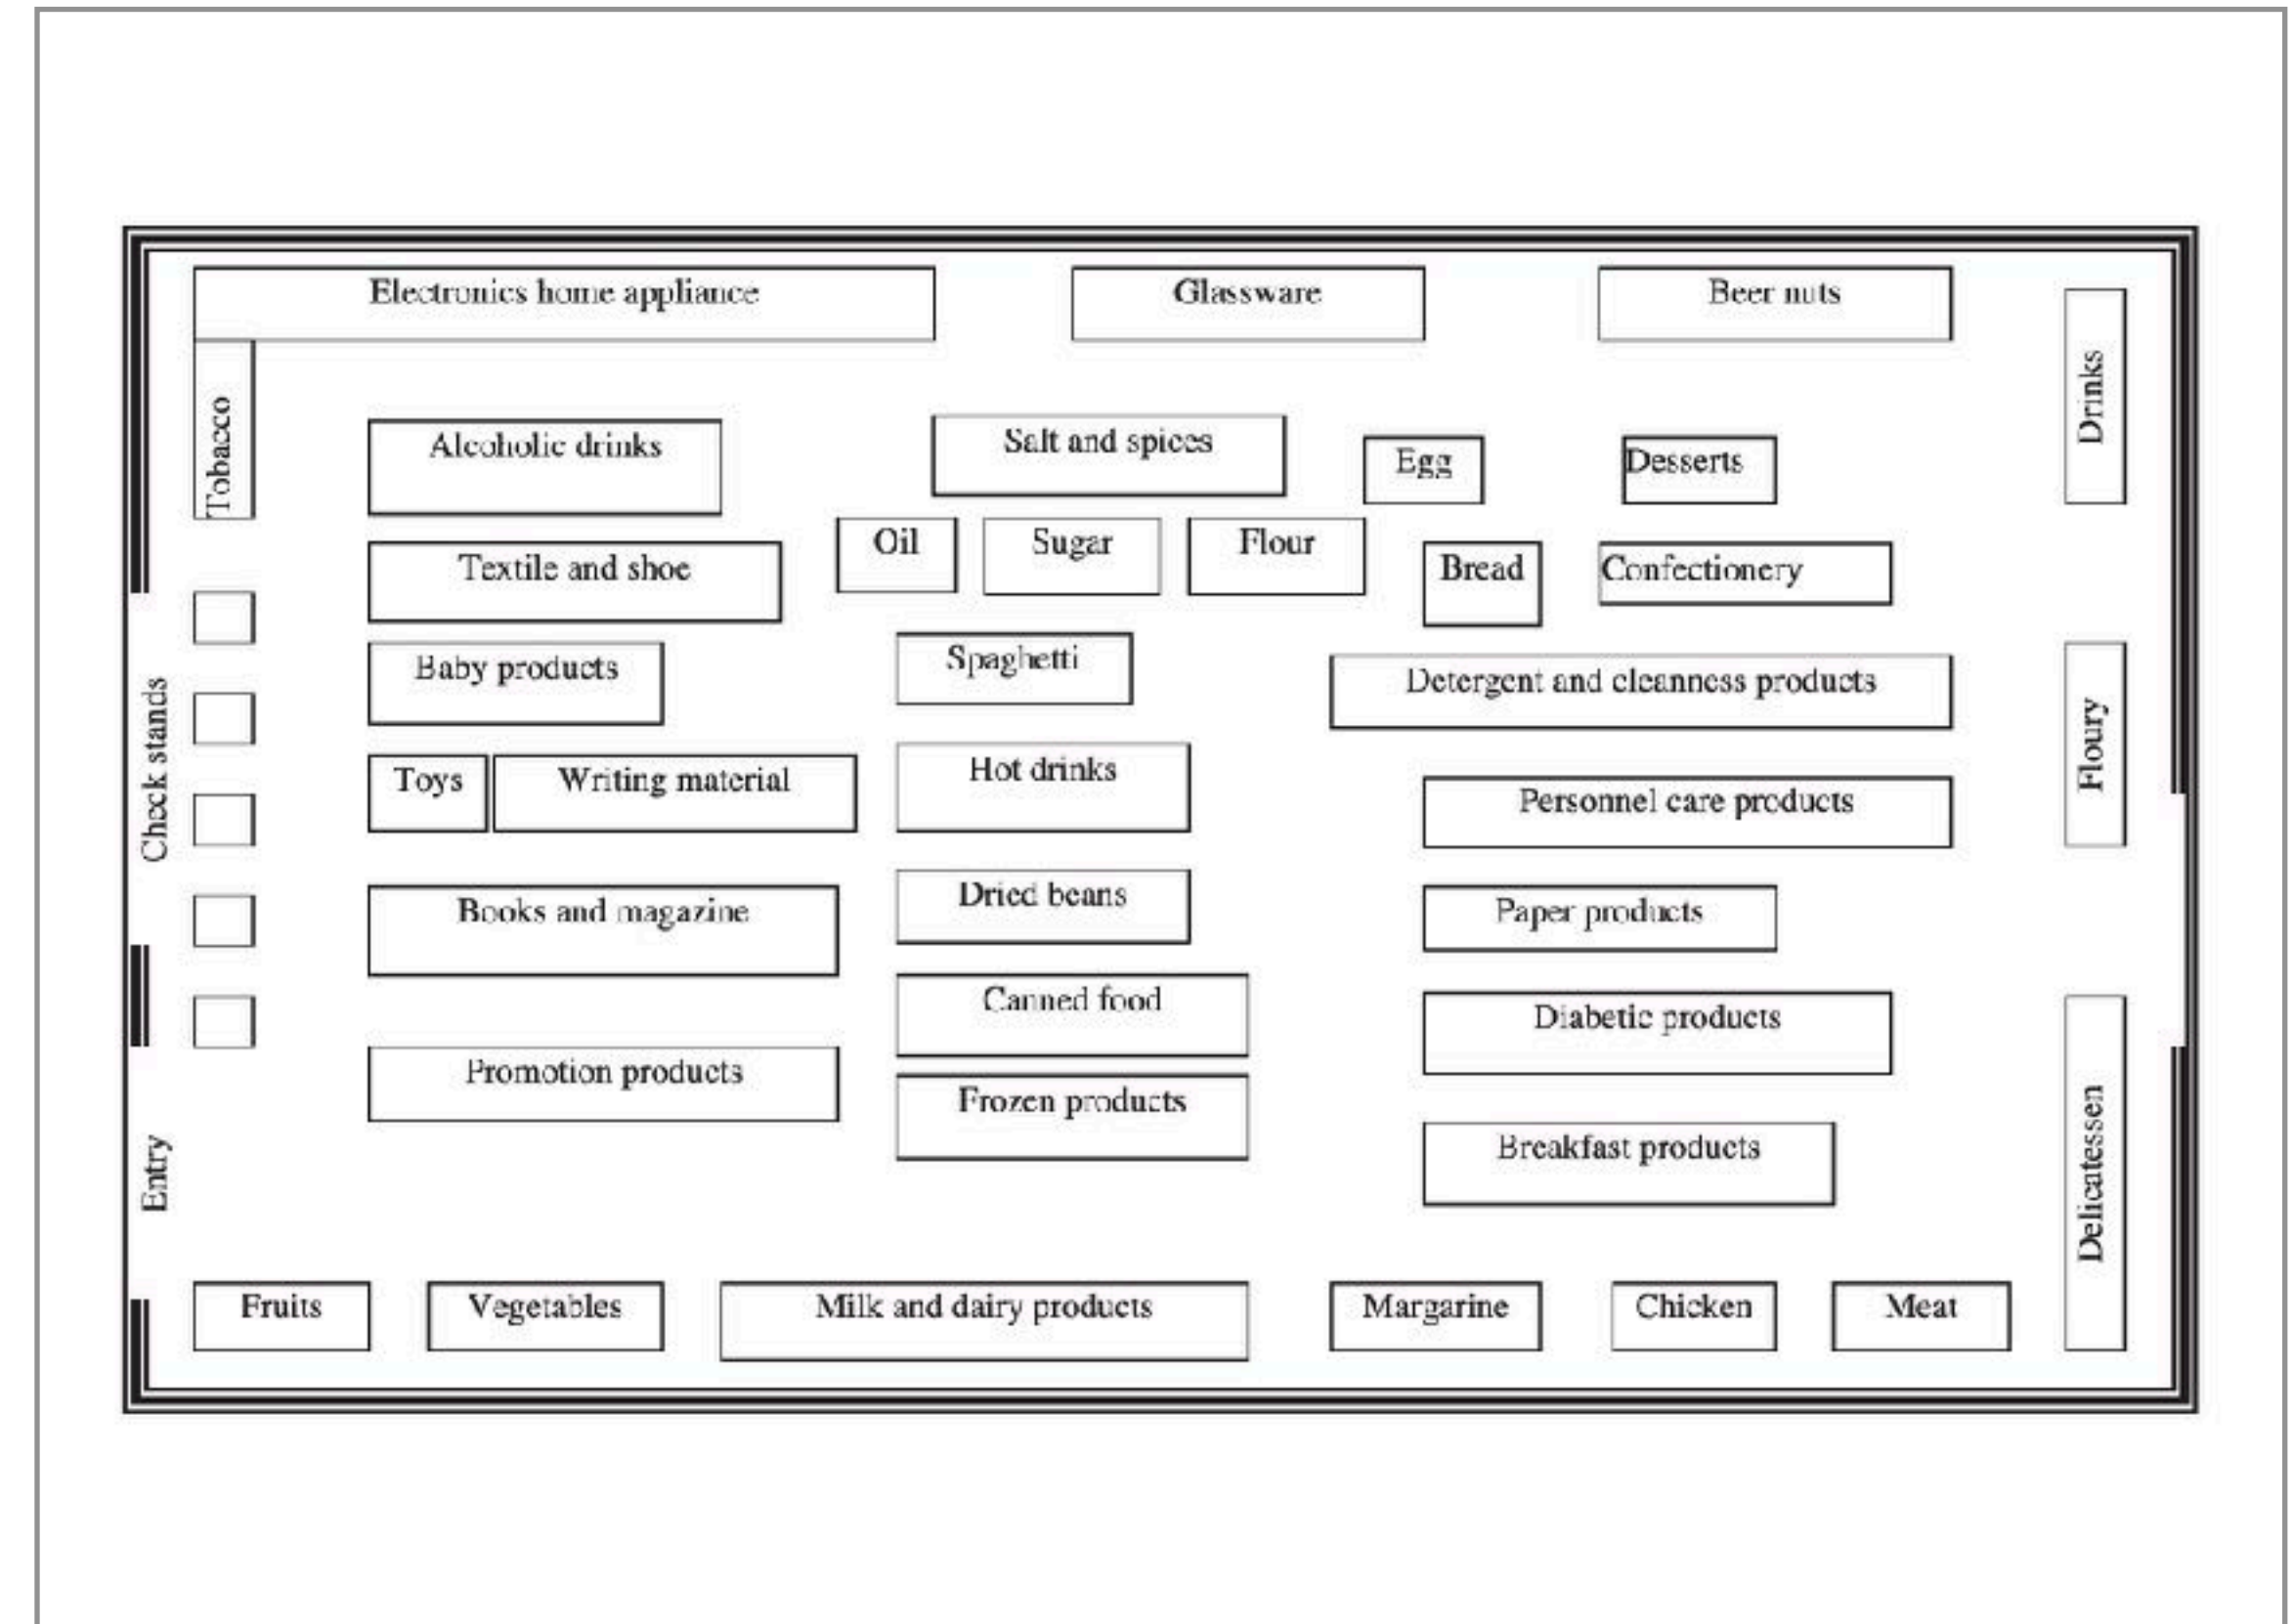 Electronics home appliance
Glassware
Beer nuts
Drinks
Tobacco
Alcoholic drinks
Salt and spices
Egg
Desserts
Oil
Sugar
Flour
Textile and shoe
Bread
Confectionery
Baby products
Spaghetti
Detergent and cleanness products
Floury
Check stands
Toys
Writing material
Hot drinks
Personnel care products
Books and magazine
Dried beans
Paper products
Canned food
Diabetic products
Promotion products
Frozen products
Breakfast products
Delicatessen
Entry
Fruits
Vegetables
Milk and dairy products
Margarine
Chicken
Meat